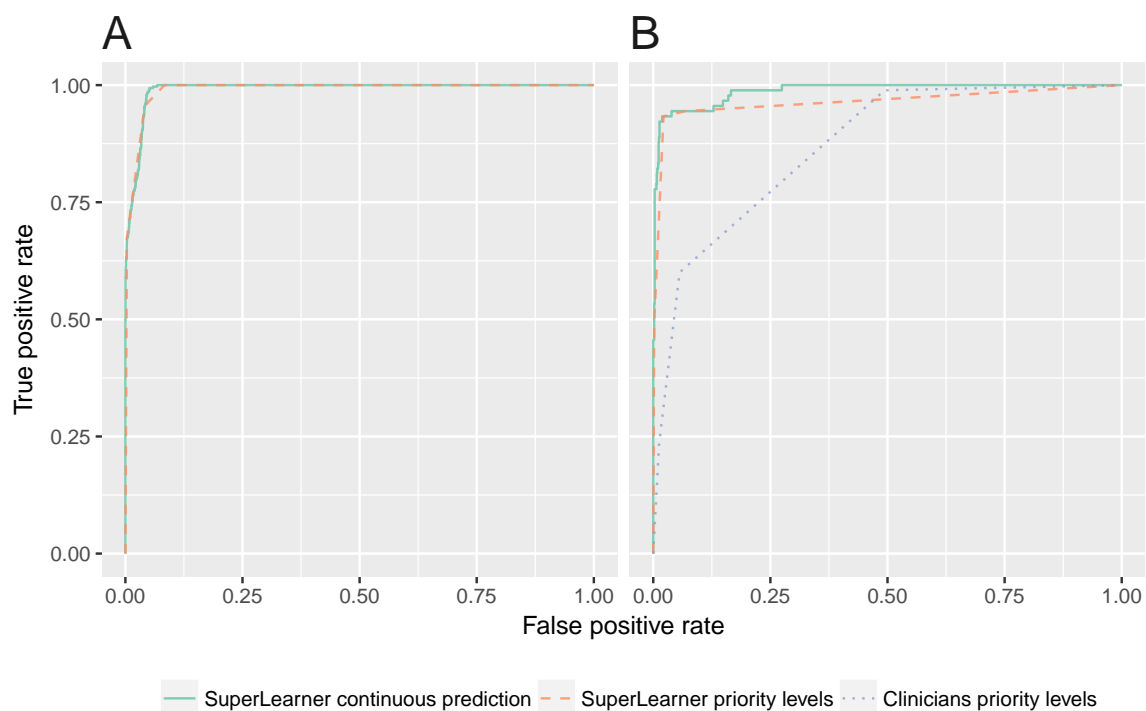 A B
1.00
0.75
0.50
0.25
0.00
True positive rate
0.00 0.25 0.50 0.75 1.00 0.00 0.25 0.50 0.75 1.00
False positive rate
SuperLearner continuous prediction SuperLearner priority levels Clinicians priority levels